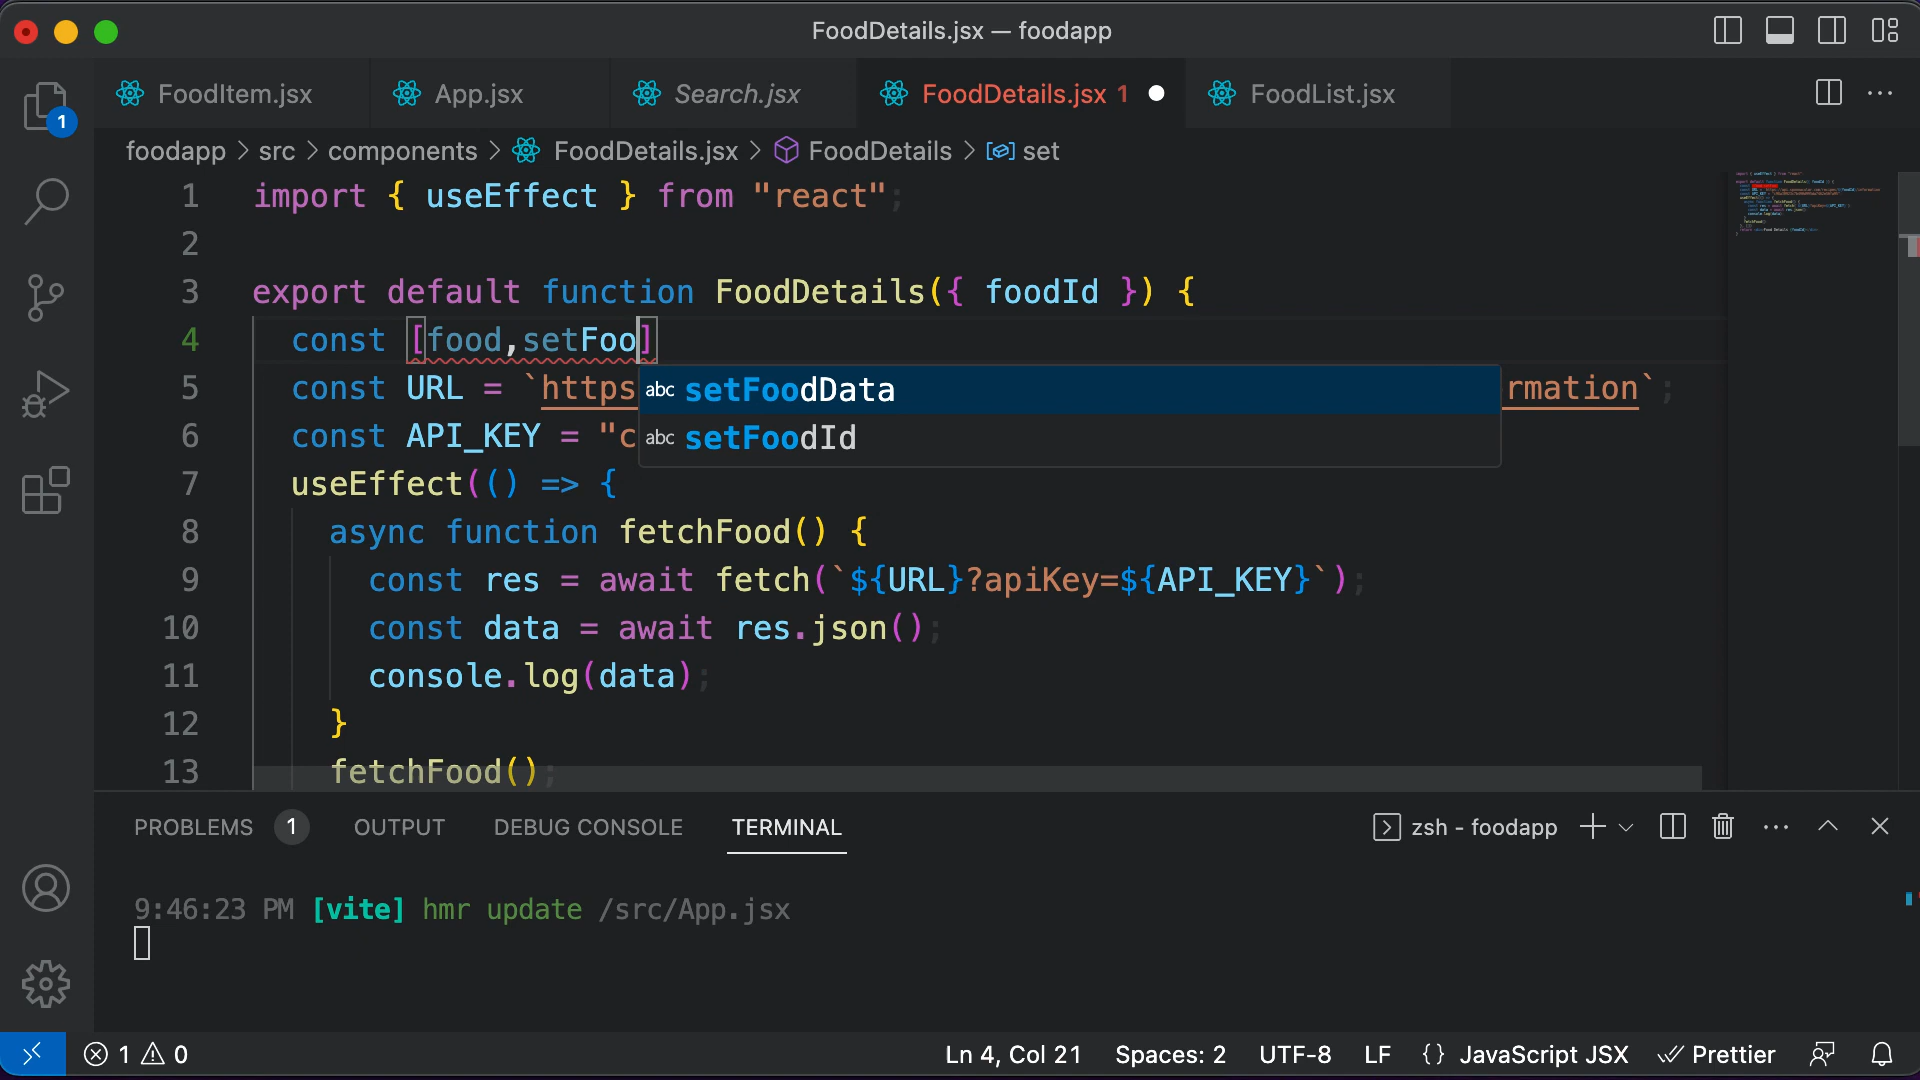 FoodDetails.jsx — foodapp
1
FoodItem.jsx
App.jsx
Search.jsx
FoodDetails.jsx 1
FoodList.jsx
foodapp > src > components > FoodDetails.jsx > FoodDetails > set
1 import { useEffect } from "react";
2
3 export default function FoodDetails({ foodId }) {
4 const [food,setFoo]
5 const URL = `https rmation`;
6 const API_KEY = "c
abc setFoodData
abc setFoodId
7 useEffect(() => {
8 async function fetchFood() {
9 const res = await fetch(`${URL}?apiKey=${API_KEY}`);
10 const data = await res.json();
11 console.log(data);
12 }
13 fetchFood();
PROBLEMS 1 OUTPUT DEBUG CONSOLE TERMINAL
zsh - foodapp
9:46:23 PM [vite] hmr update /src/App.jsx
1 0
Ln 4, Col 21 Spaces: 2 UTF-8 LF {} JavaScript JSX Prettier